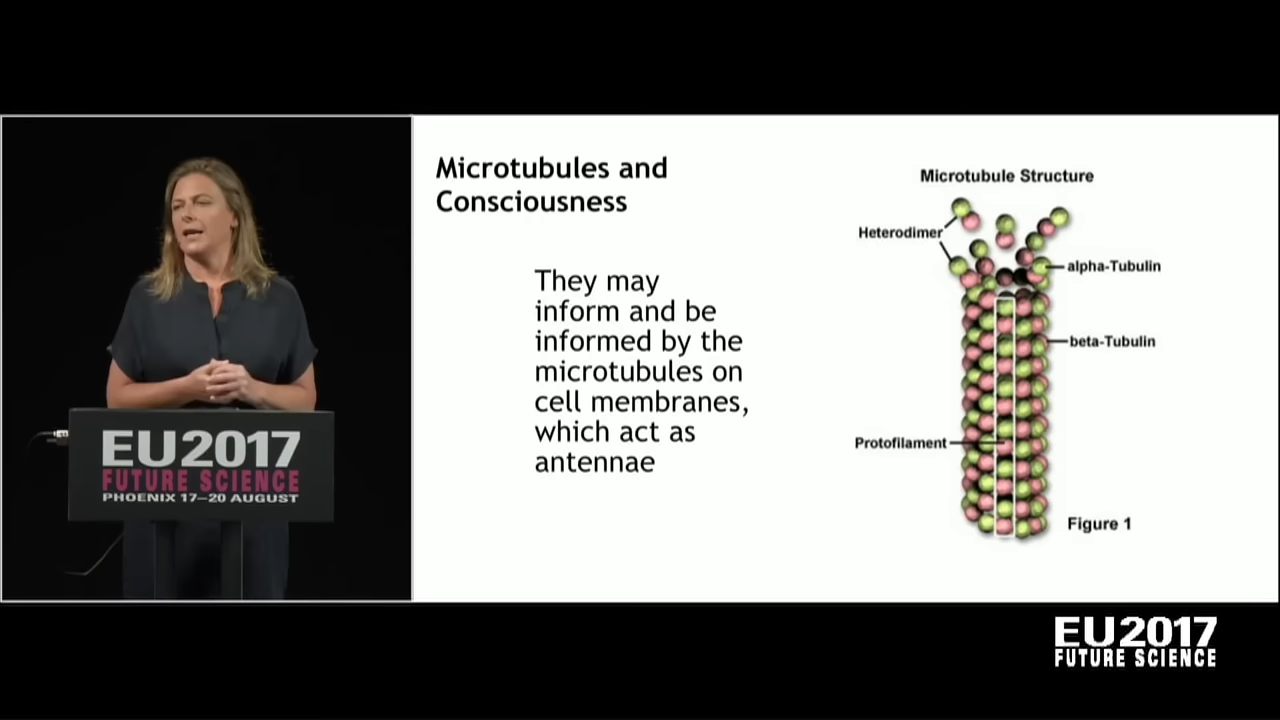 Microtubules and
Consciousness
They may
inform and be
informed by the
microtubules on
cell membranes,
which act as
antennae
Microtubule Structure
Heterodimer
alpha-Tubulin
beta-Tubulin
Protofilament
Figure 1
EU2017
FUTURE SCIENCE
PHOENIX 17–20 AUGUST
EU2017
FUTURE SCIENCE